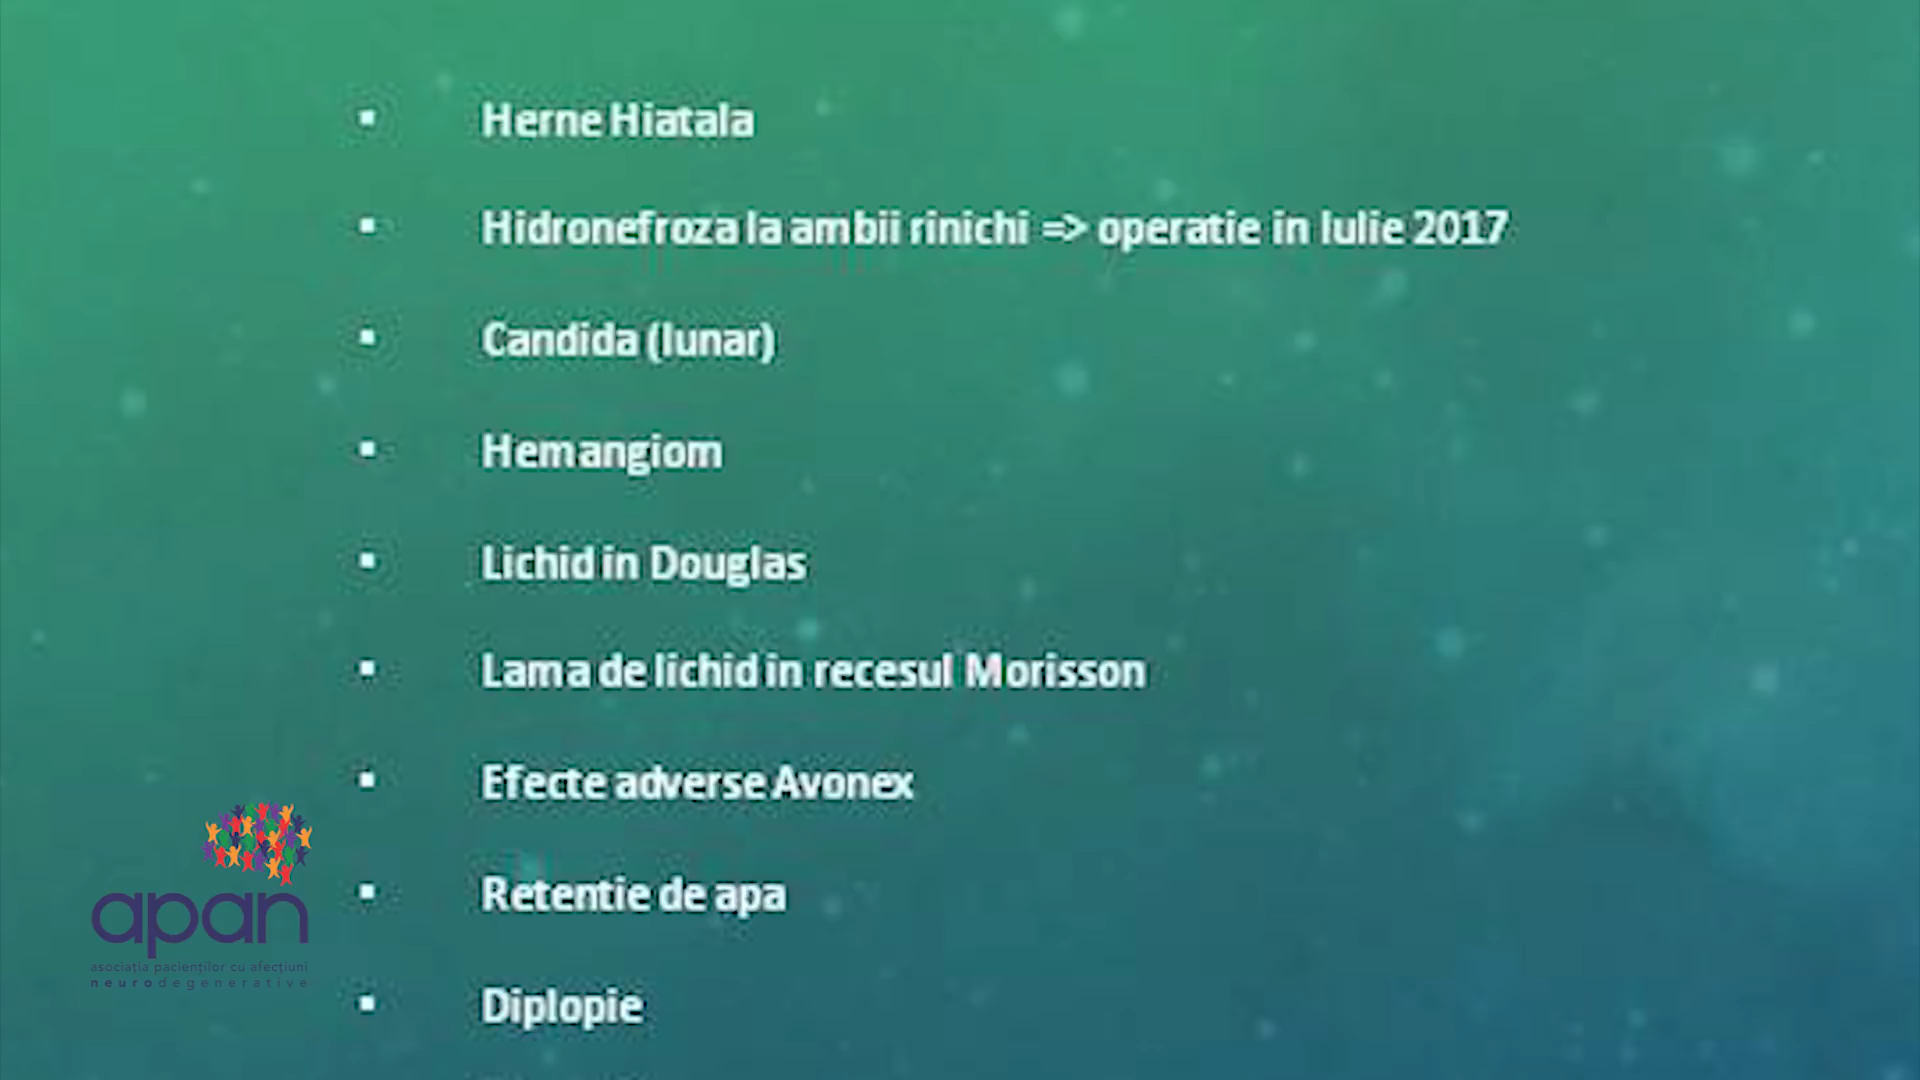 Herne Hiatala
Hidronefroza la ambii rinichi => operatie in Iulie 2017
Candida (lunar)
Hemangiom
Lichid in Douglas
Lama de lichid in recesul Morisson
Efecte adverse Avonex
Retentie de apa
Diplopie
apan
asociația pacienților cu afecțiuni
neurodegenerative